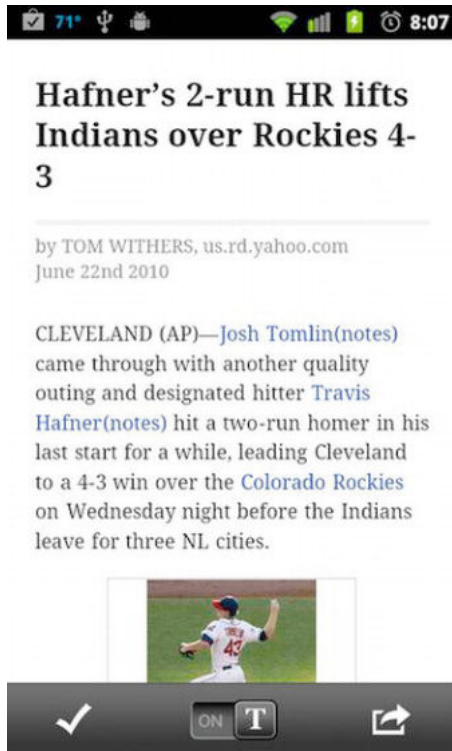 71° 8:07
Hafner's 2-run HR lifts
Indians over Rockies 4-
3
by TOM WITHERS, us.rd.yahoo.com
June 22nd 2010
CLEVELAND (AP)—Josh Tomlin(notes)
came through with another quality
outing and designated hitter Travis
Hafner(notes) hit a two-run homer in his
last start for a while, leading Cleveland
to a 4-3 win over the Colorado Rockies
on Wednesday night before the Indians
leave for three NL cities.
TOMLIN
43
ON T